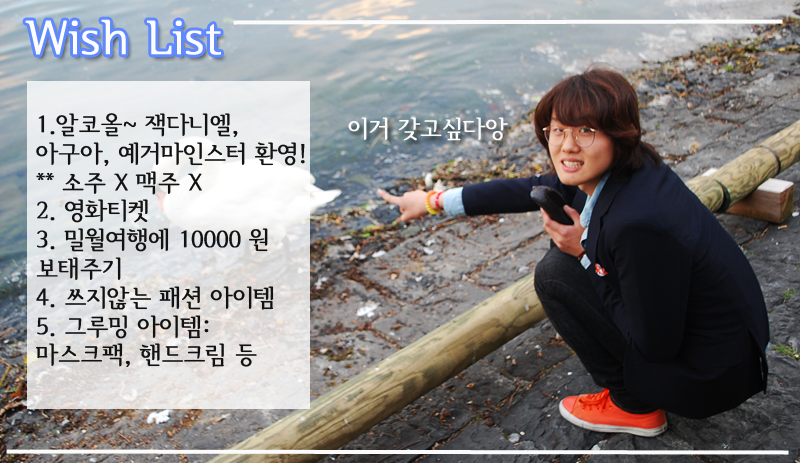 Wish List
1.알코올~ 잭다니엘,
아구아, 예거마인스터 환영!
** 소주 X 맥주 X
2. 영화티켓
3. 밀월여행에 10000 원
보태주기
4. 쓰지않는 패션 아이템
5. 그루밍 아이템:
마스크팩, 핸드크림 등
이거 갖고싶다앙